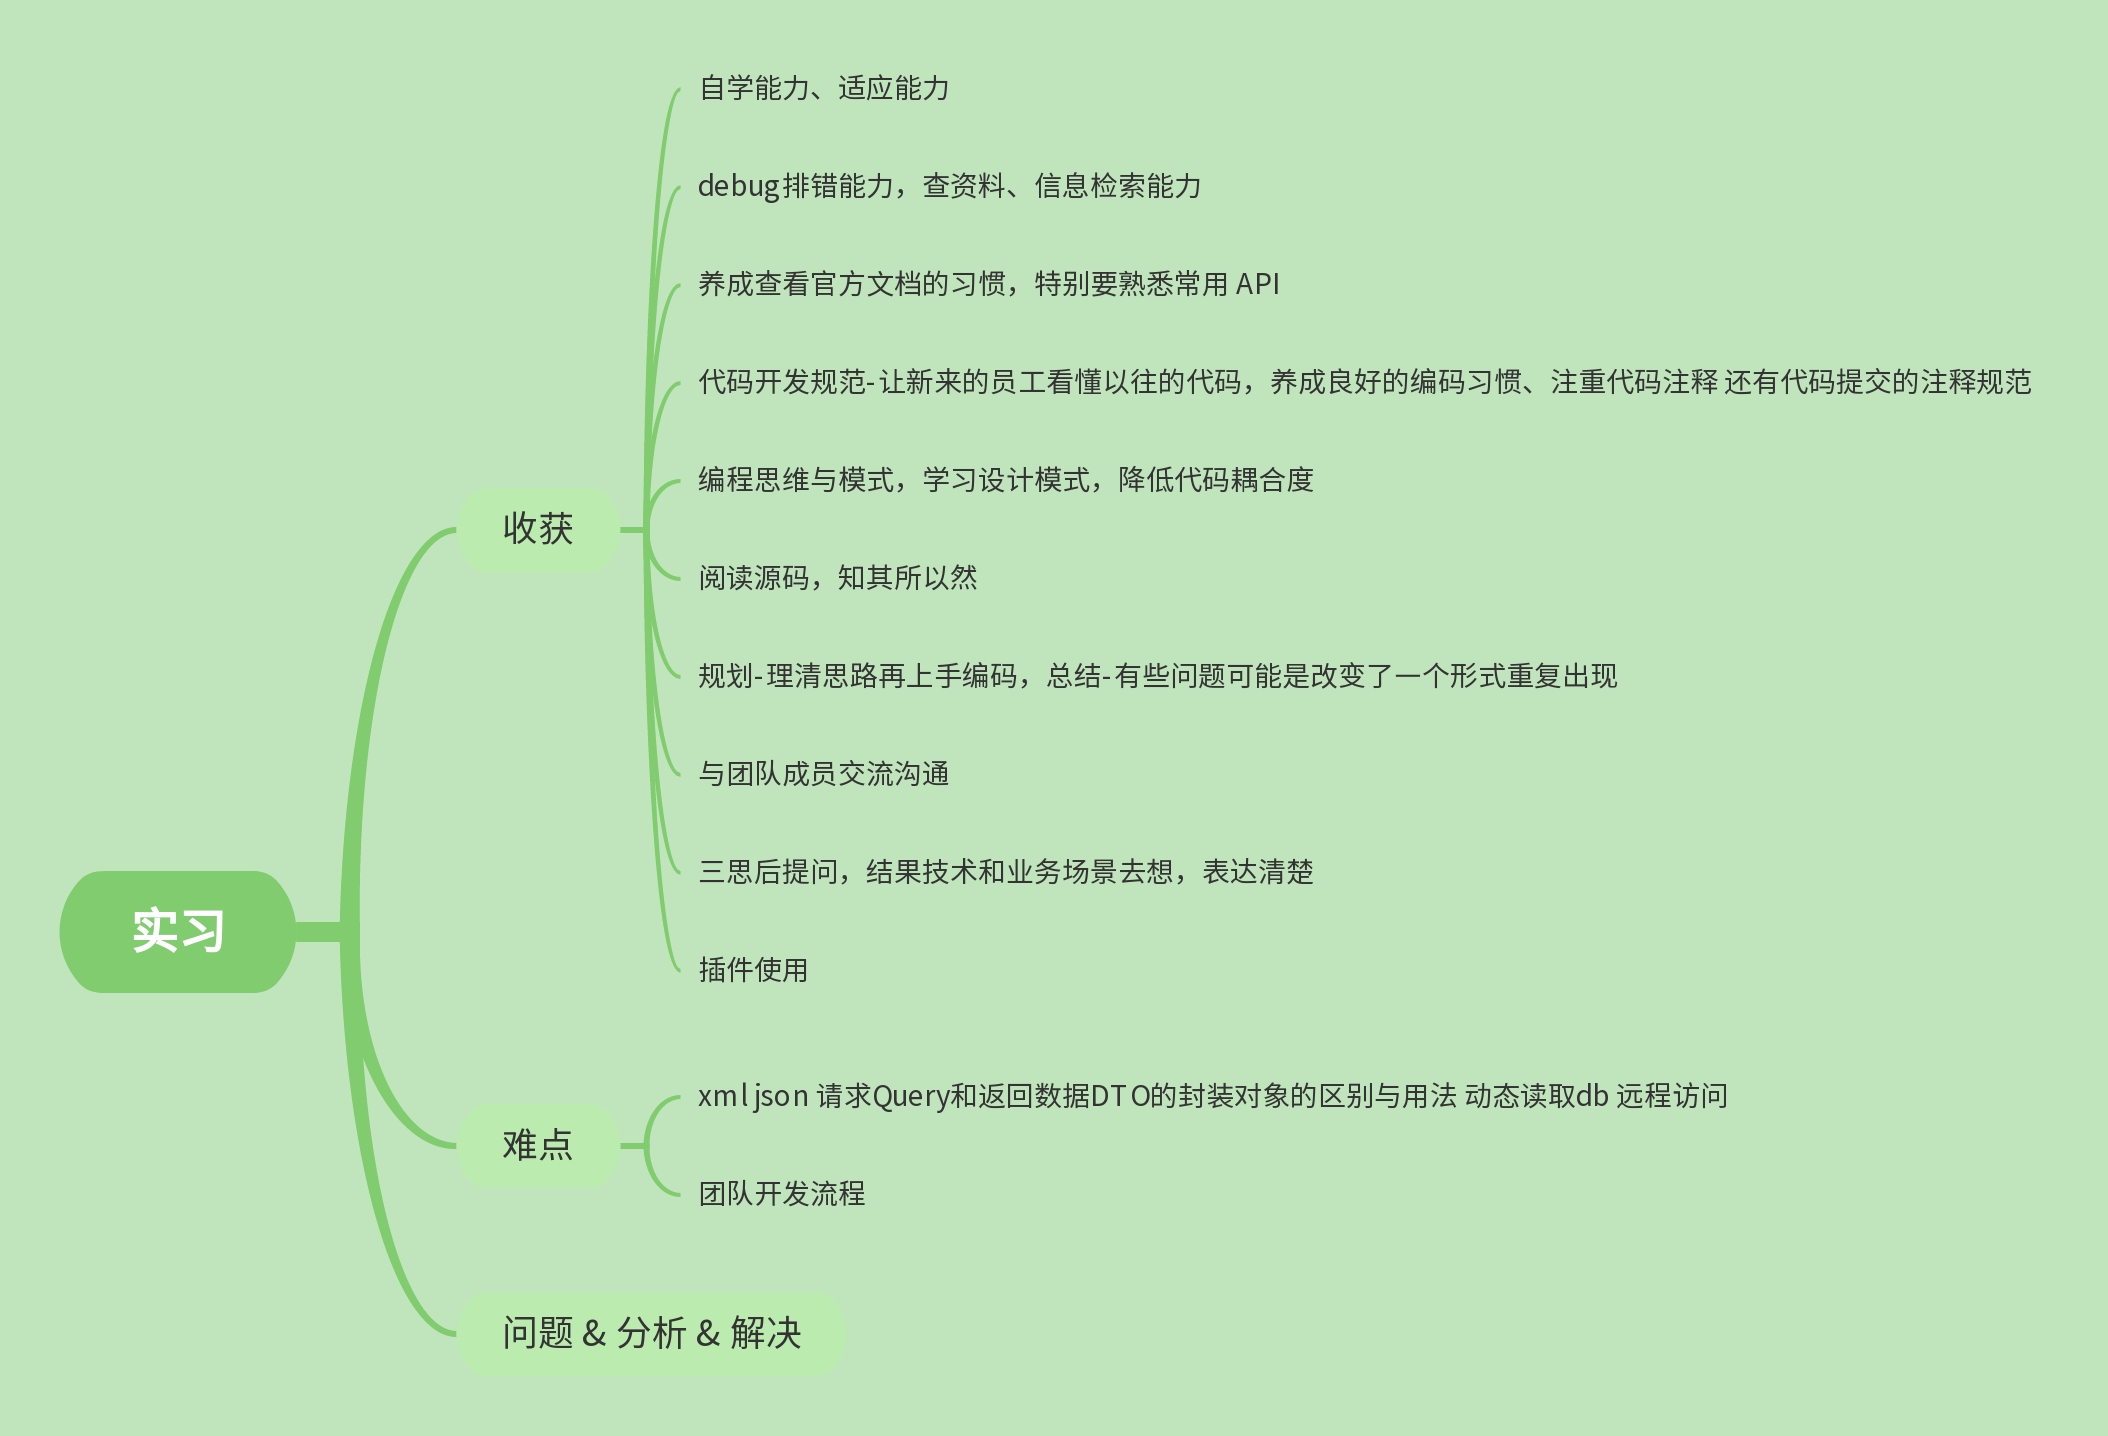 实习
收获
自学能力、适应能力
debug排错能力，查资料、信息检索能力
养成查看官方文档的习惯，特别要熟悉常用 API
代码开发规范-让新来的员工看懂以往的代码，养成良好的编码习惯、注重代码注释 还有代码提交的注释规范
编程思维与模式，学习设计模式，降低代码耦合度
阅读源码，知其所以然
规划-理清思路再上手编码，总结-有些问题可能是改变了一个形式重复出现
与团队成员交流沟通
三思后提问，结果技术和业务场景去想，表达清楚
插件使用
难点
xml json 请求Query和返回数据DTO的封装对象的区别与用法 动态读取db 远程访问
团队开发流程
问题 & 分析 & 解决